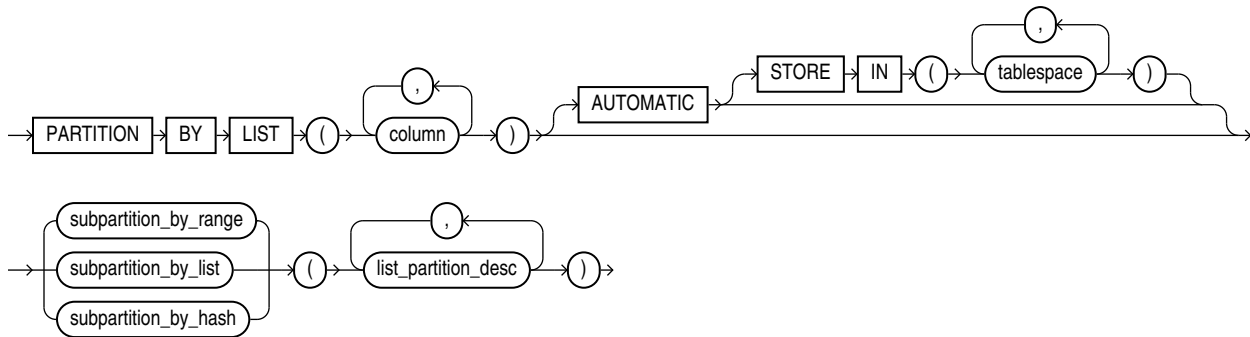 ,
STORE IN ( tablespace )
,
AUTOMATIC
PARTITION BY LIST ( column )
subpartition_by_range
,
subpartition_by_list ( list_partition_desc )
subpartition_by_hash